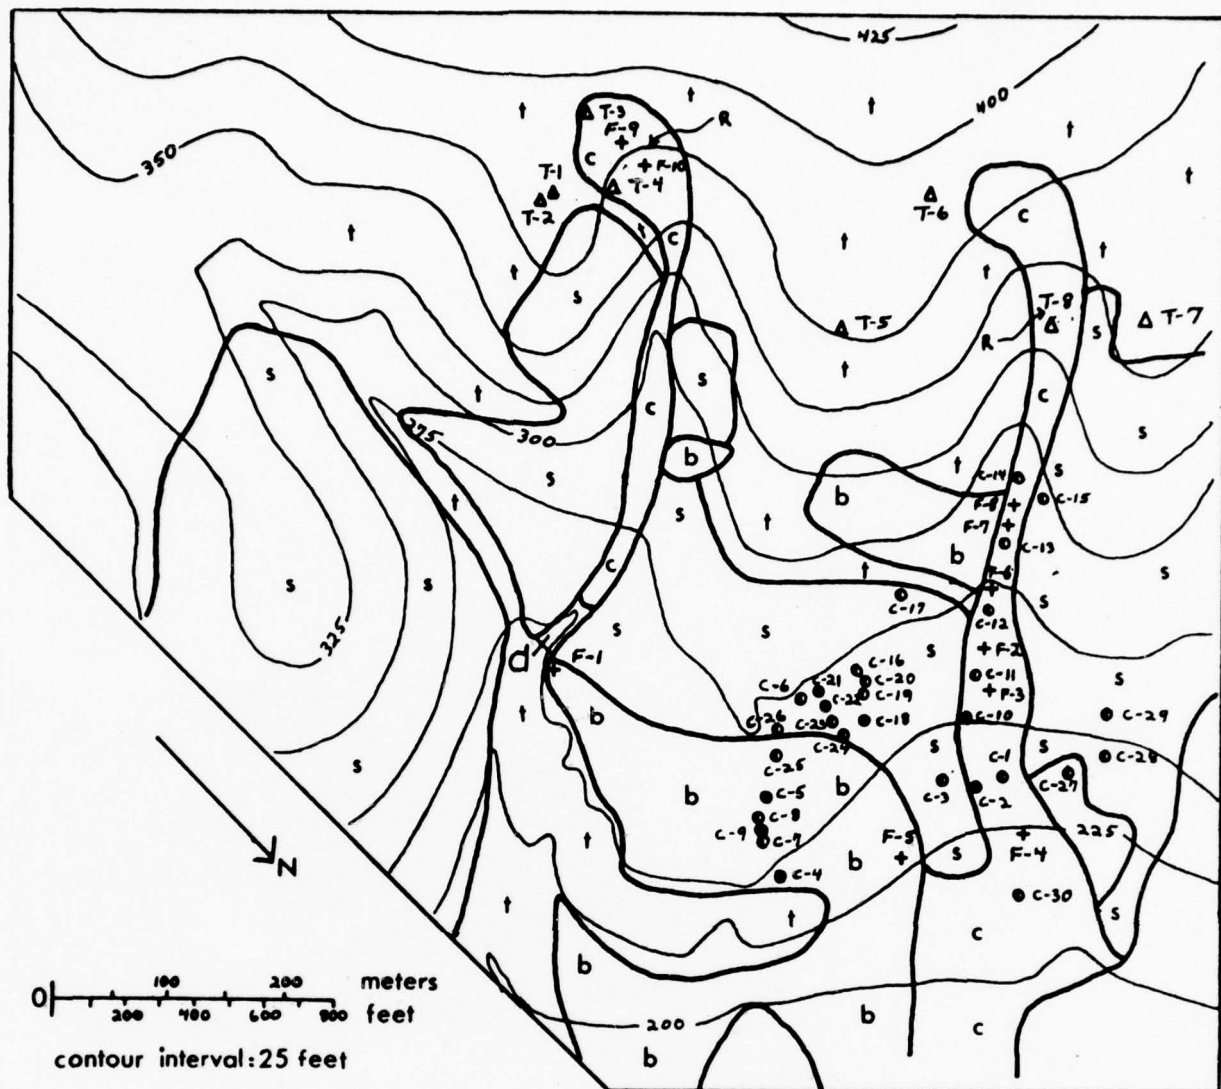 425
400
t
t
t
t
T-3
F-9
R
350
c
F-10
T-1
T-4
T-2
T-6
t
t
c
t
t
c
t
t
t
t
s
T-8
T-5
T-7
R
s
t
s
s
t
c
c
275
300
s
b
t
s
s
b
C-14
C-15
F-8
t
s
t
F-7
C-13
c
b
t
s
s
s
F-6
C-17
s
C-12
325
s
s
s
d
F-1
F-2
C-16
C-21
C-20
C-11
s
C-6
C-19
F-3
C-22
t
b
C-26
C-23
C-18
C-10
C-29
C-24
s
s
s
C-25
C-28
C-1
C-5
b
b
C-3
C-2
C-27
C-8
C-9
C-7
t
F-5
F-4
225
N
b
s
C-4
C-30
t
t
s
c
b
0
100
200
meters
200
400
600
800
feet
200
b
c
b
contour interval:25 feet